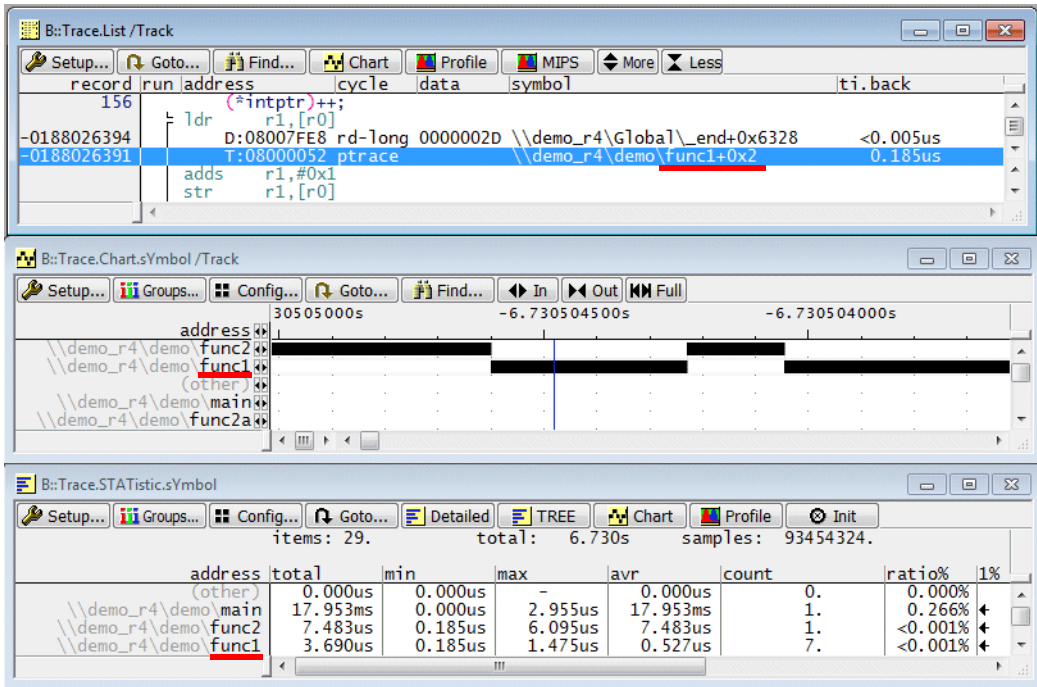 B::Trace.List /Track
Setup... Goto... Find... Chart Profile MIPS More Less
record run address cycle data symbol ti.back
156 (*intptr)++;
ldr r1,[r0]
-0188026394 D:08007FE8 rd-long 0000002D \\demo_r4\Global\_end+0x6328 <0.005us
-0188026391 T:08000052 ptrace \\demo_r4\demo\func1+0x2 0.185us
adds r1,#0x1
str r1,[r0]
B::Trace.Chart.sYmbol /Track
Setup... Groups... Config... Goto... Find... In Out Full
30505000s -6.730504500s -6.730504000s
address
\\demo_r4\demo\func2
\\demo_r4\demo\func1
(other)
\\demo_r4\demo\main
\\demo_r4\demo\func2a
B::Trace.STATistic.sYmbol
Setup... Groups... Config... Goto... Detailed TREE Chart Profile Init
items: 29. total: 6.730s samples: 93454324.
address total min max avr count ratio% 1%
(other) 0.000us 0.000us - 0.000us 0. 0.000%
\\demo_r4\demo\main 17.953ms 0.000us 2.955us 17.953ms 1. 0.266%
\\demo_r4\demo\func2 7.483us 0.185us 6.095us 7.483us 1. <0.001%
\\demo_r4\demo\func1 3.690us 0.185us 1.475us 0.527us 7. <0.001%